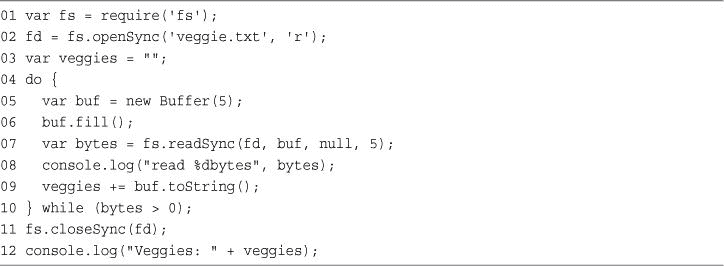 01 var fs = require('fs');
02 fd = fs.openSync('veggie.txt', 'r');
03 var veggies = "";
04 do {
05   var buf = new Buffer(5);
06   buf.fill();
07   var bytes = fs.readSync(fd, buf, null, 5);
08   console.log("read %dbytes", bytes);
09   veggies += buf.toString();
10 } while (bytes > 0);
11 fs.closeSync(fd);
12 console.log("Veggies: " + veggies);